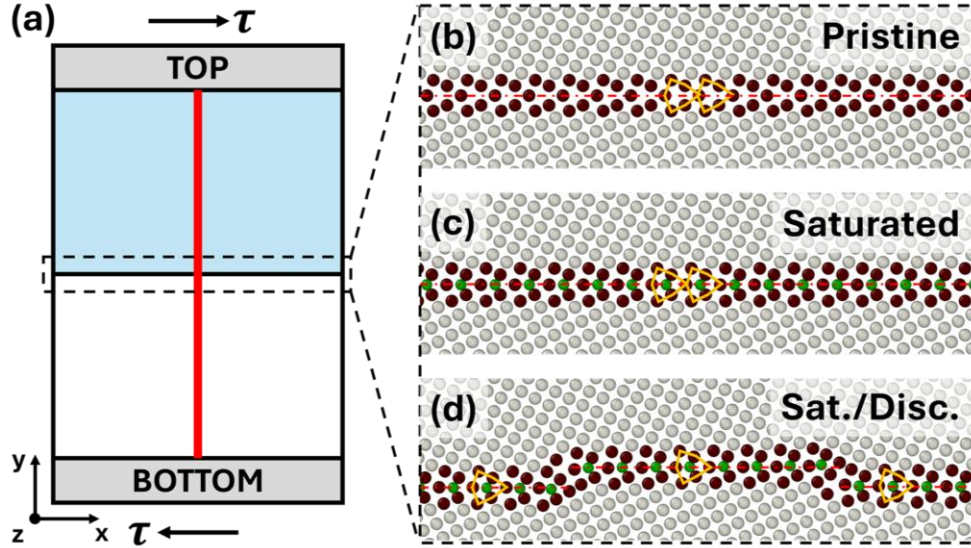 (a)
τ
TOP
BOTTOM
y
z
x
τ
(b)
Pristine
(c)
Saturated
(d)
Sat./Disc.